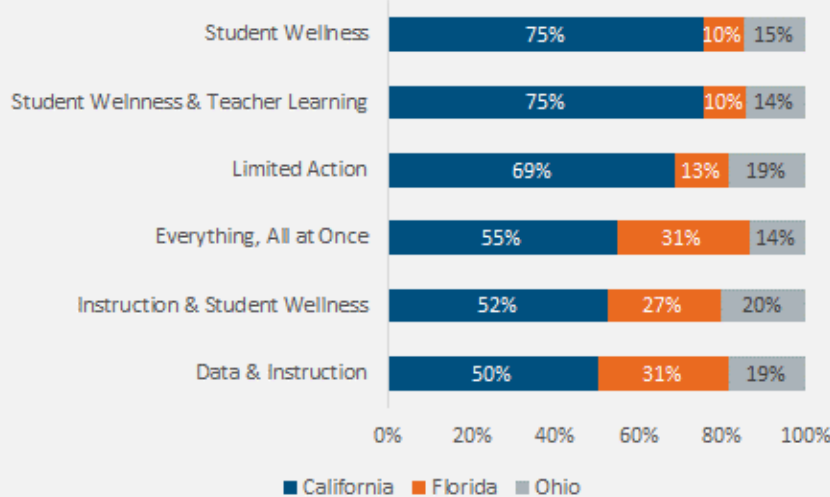 Student Wellness 75% 10% 15%
Student Welnness & Teacher Learning 75% 10% 14%
Limited Action 69% 13% 19%
Everything, All at Once 55% 31% 14%
Instruction & Student Wellness 52% 27% 20%
Data & Instruction 50% 31% 19%
0% 20% 40% 60% 80% 100%
California Florida Ohio